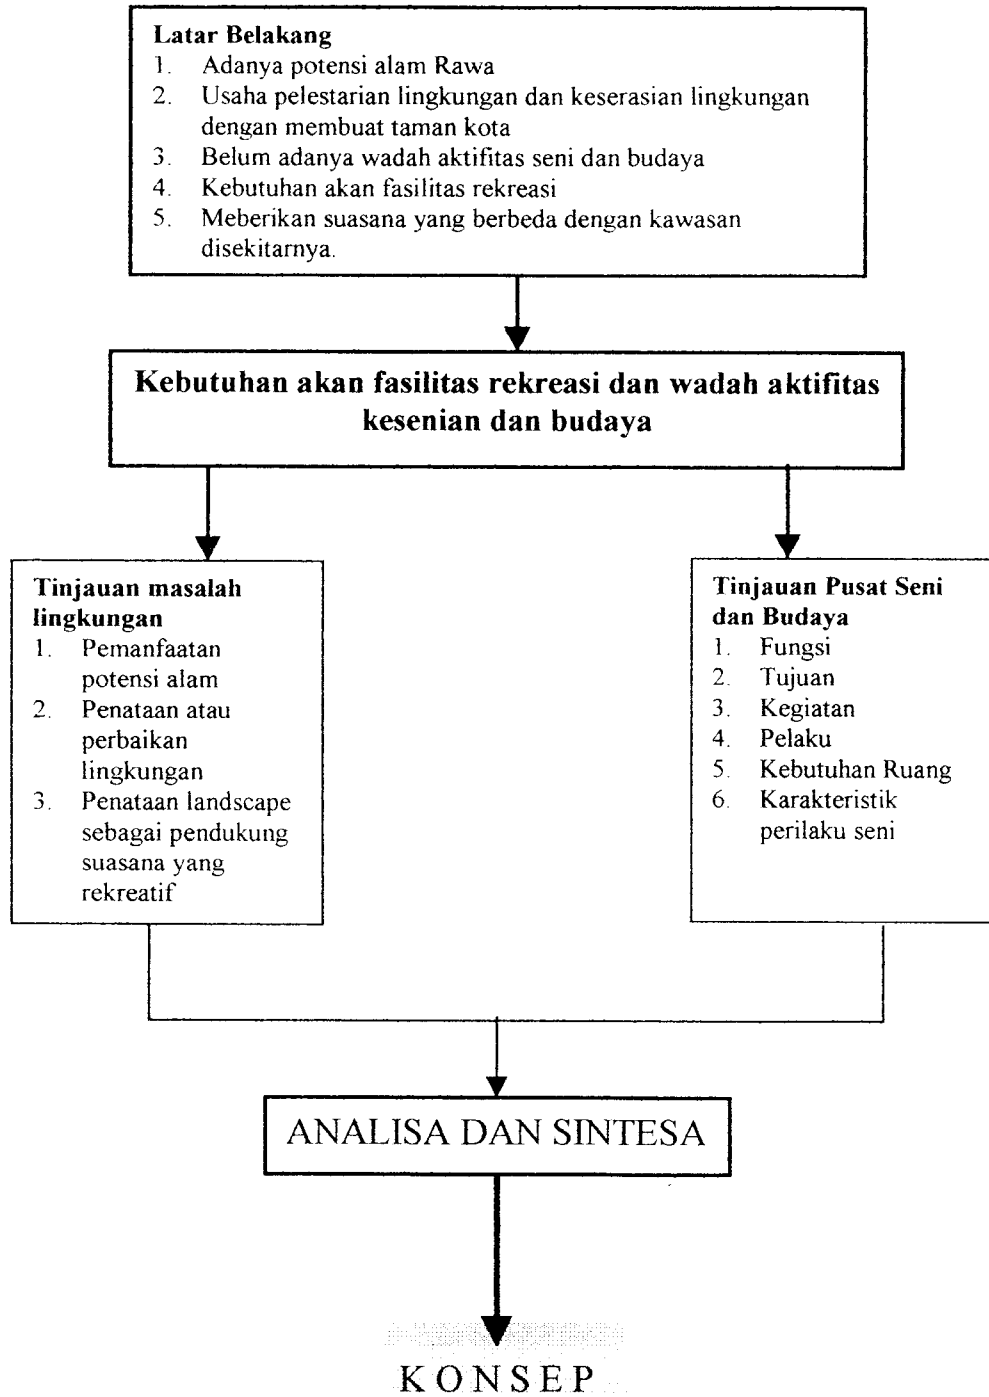 Latar Belakang
1. Adanya potensi alam Rawa
2. Usaha pelestarian lingkungan dan keserasian lingkungan
dengan membuat taman kota
3. Belum adanya wadah aktifitas seni dan budaya
4. Kebutuhan akan fasilitas rekreasi
5. Meberikan suasana yang berbeda dengan kawasan
disekitarnya.
Kebutuhan akan fasilitas rekreasi dan wadah aktifitas
kesenian dan budaya
Tinjauan masalah
lingkungan
1. Pemanfaatan
potensi alam
2. Penataan atau
perbaikan
lingkungan
3. Penataan landscape
sebagai pendukung
suasana yang
rekreatif
Tinjauan Pusat Seni
dan Budaya
1. Fungsi
2. Tujuan
3. Kegiatan
4. Pelaku
5. Kebutuhan Ruang
6. Karakteristik
perilaku seni
ANALISA DAN SINTESA
KONSEP